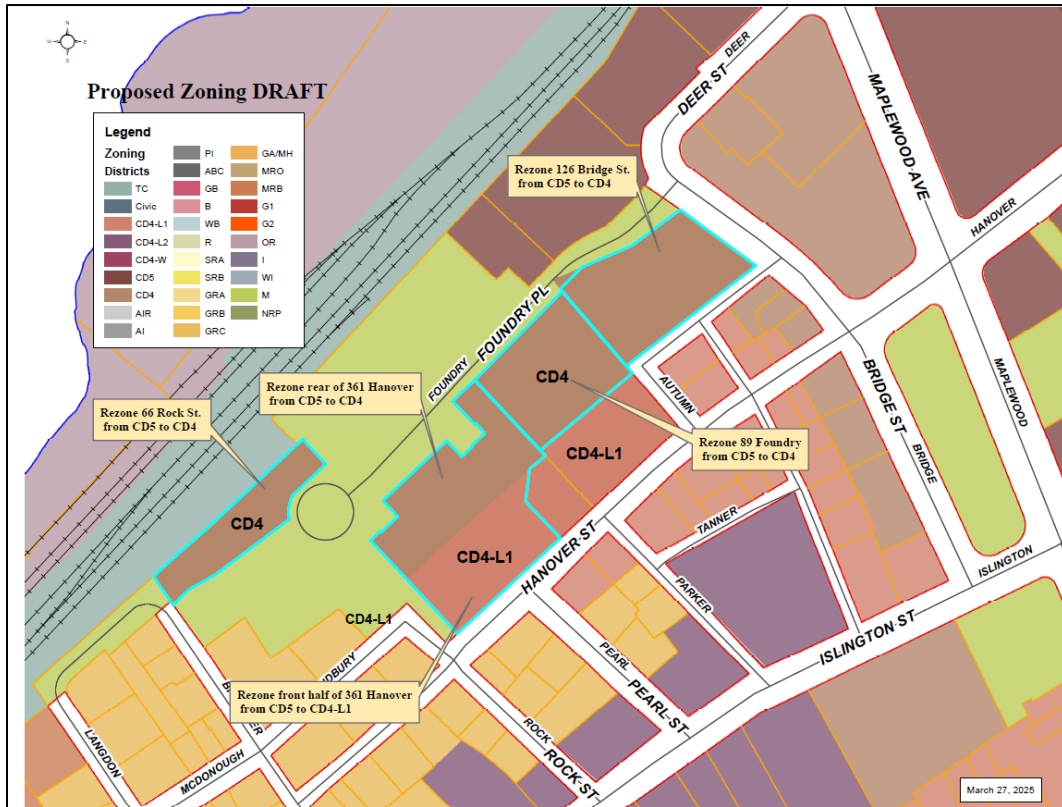 N
W E
S
Proposed Zoning DRAFT
Legend
Zoning
Districts
TC
Civic
CD4-L1
CD4-L2
CD4-W
CD5
CD4
AIR
AI
PI
ABC
GB
B
WB
R
SRA
SRB
GRA
GRB
GRC
GA/MH
MRO
MRB
G1
G2
OR
I
WI
M
NRP
DEER
DEER ST
MAPLEWOOD AVE
HANOVER
Rezone 126 Bridge St.
from CD5 to CD4
FOUNDRY PL
FOUNDRY
CD4
Rezone rear of 361 Hanover
from CD5 to CD4
Rezone 66 Rock St.
from CD5 to CD4
AUTUMN
BRIDGE ST
BRIDGE
MAPLEWOOD
Rezone 89 Foundry
from CD5 to CD4
CD4-L1
CD4
CD4-L1
HANOVER ST
TANNER
PARKER
ISLINGTON
ISLINGTON ST
CD4-L1
PEARL
PEARL ST
Rezone front half of 361 Hanover
from CD5 to CD4-L1
ROCK
ROCK ST
LANGDON
MCDONOUGH
March 27, 2025